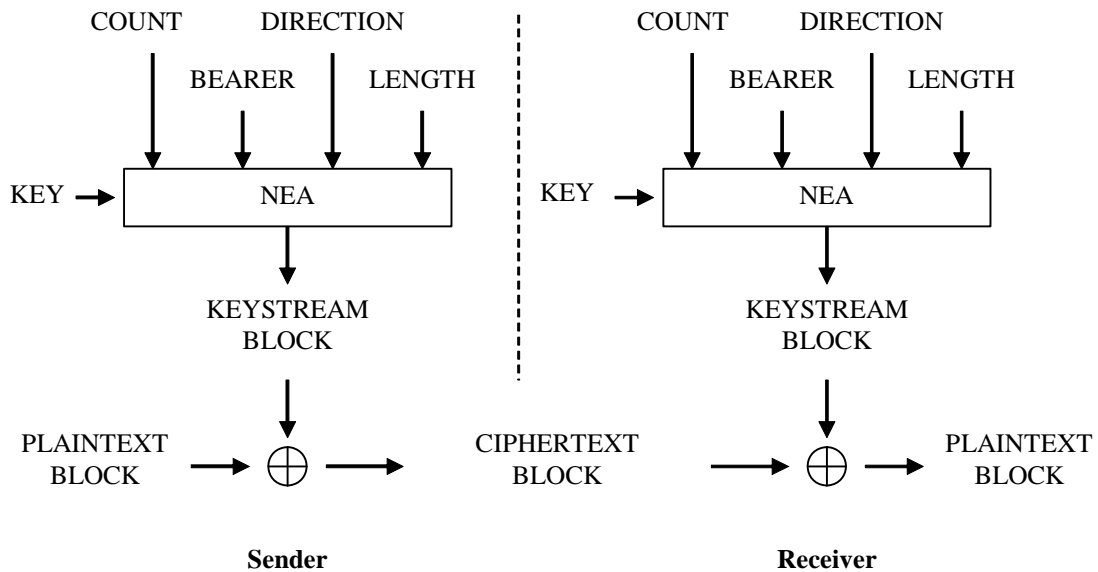 COUNT DIRECTION
BEARER LENGTH
KEY NEA
KEYSTREAM
BLOCK
PLAINTEXT
BLOCK
Sender
COUNT DIRECTION
BEARER LENGTH
KEY NEA
KEYSTREAM
BLOCK
CIPHERTEXT
BLOCK
PLAINTEXT
BLOCK
Receiver